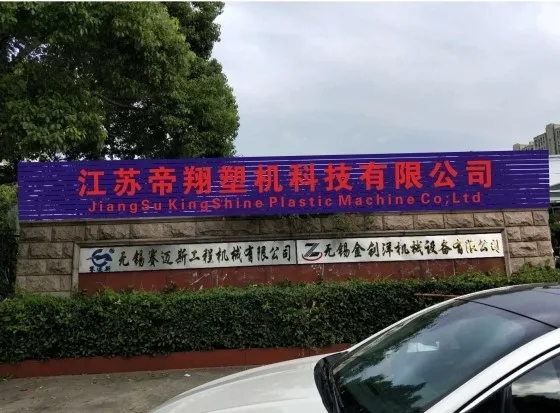 江苏帝翔塑机科技有限公司
JiangSu KingShine Plastic Machine Co;Ltd
无锡赛迈斯工程机械有限公司
无锡金剑洋机械设备有限公司